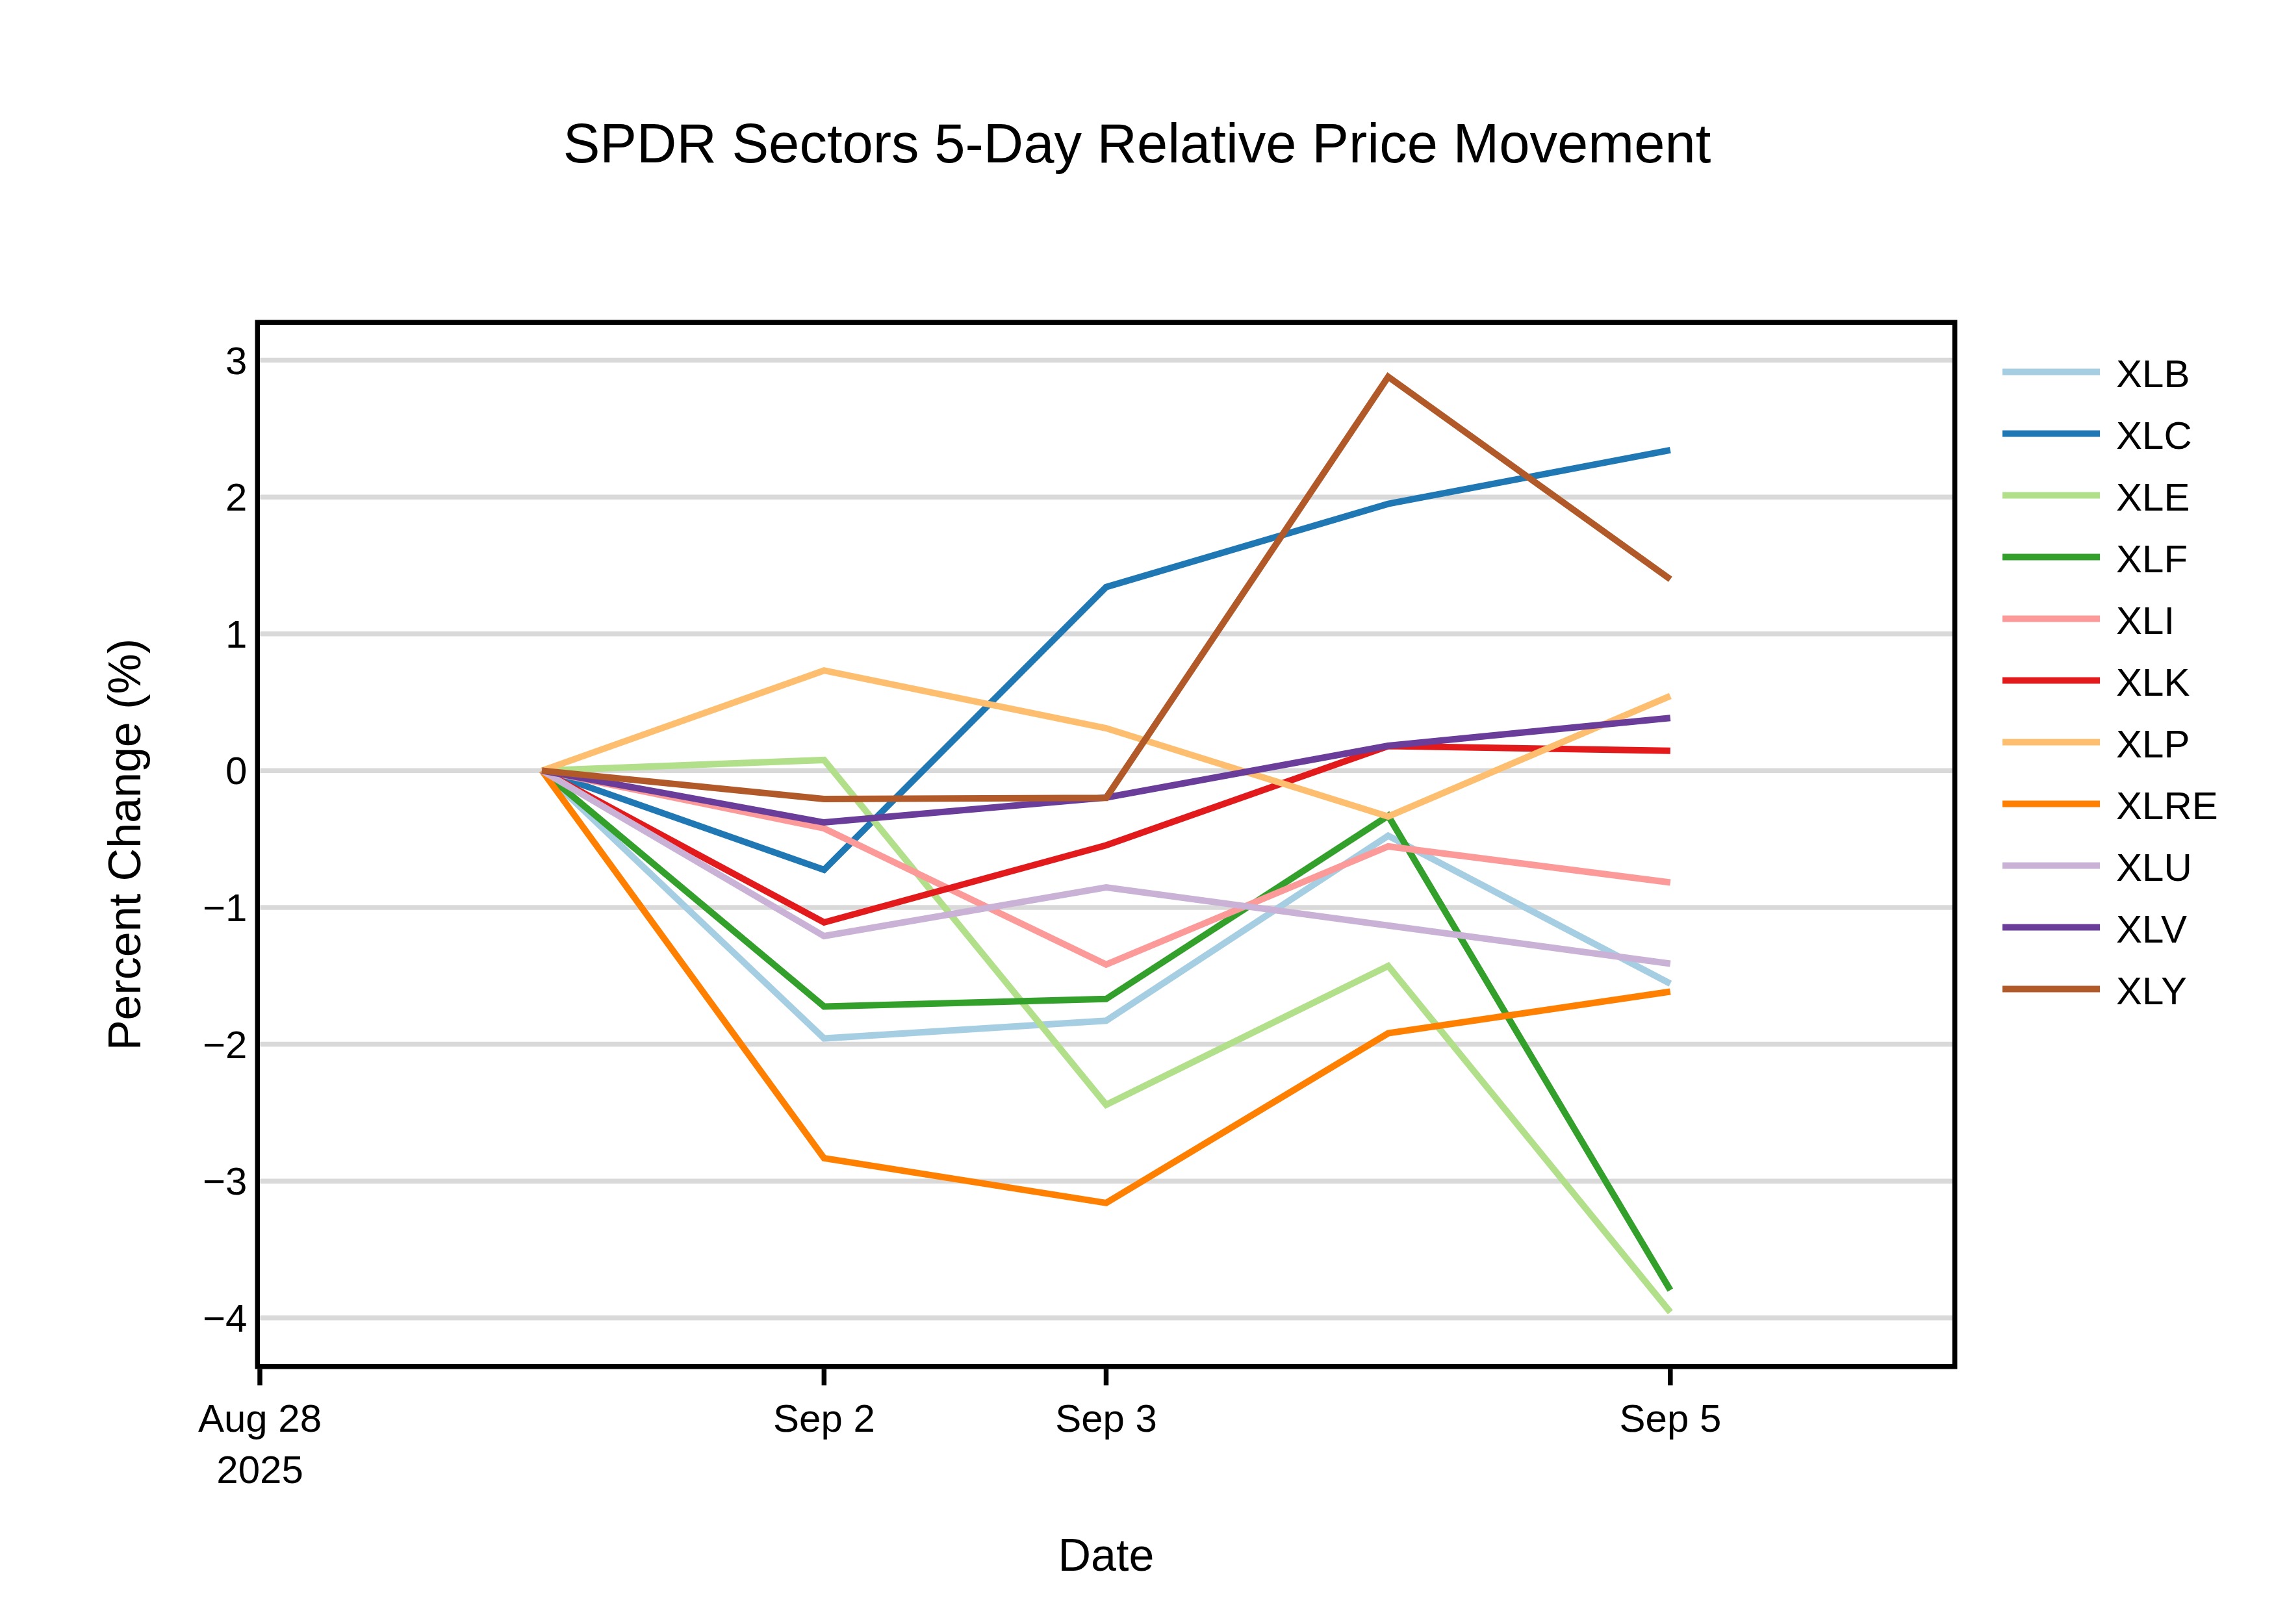 SPDR Sectors 5-Day Relative Price Movement
3
2
1
0
−1
−2
−3
−4
Percent Change (%)
Aug 28
2025
Sep 2
Sep 3
Sep 5
Date
XLB
XLC
XLE
XLF
XLI
XLK
XLP
XLRE
XLU
XLV
XLY